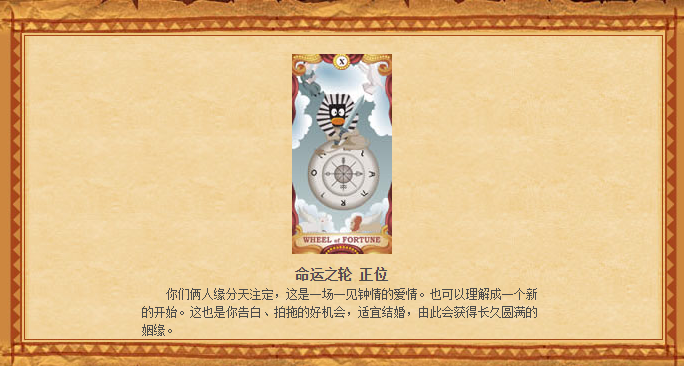 X
WHEEL of FORTUNE
命运之轮 正位
你们俩人缘分天注定，这是一场一见钟情的爱情。也可以理解成一个新
的开始。这也是你告白、拍拖的好机会，适宜结婚，由此会获得长久圆满的
姻缘。